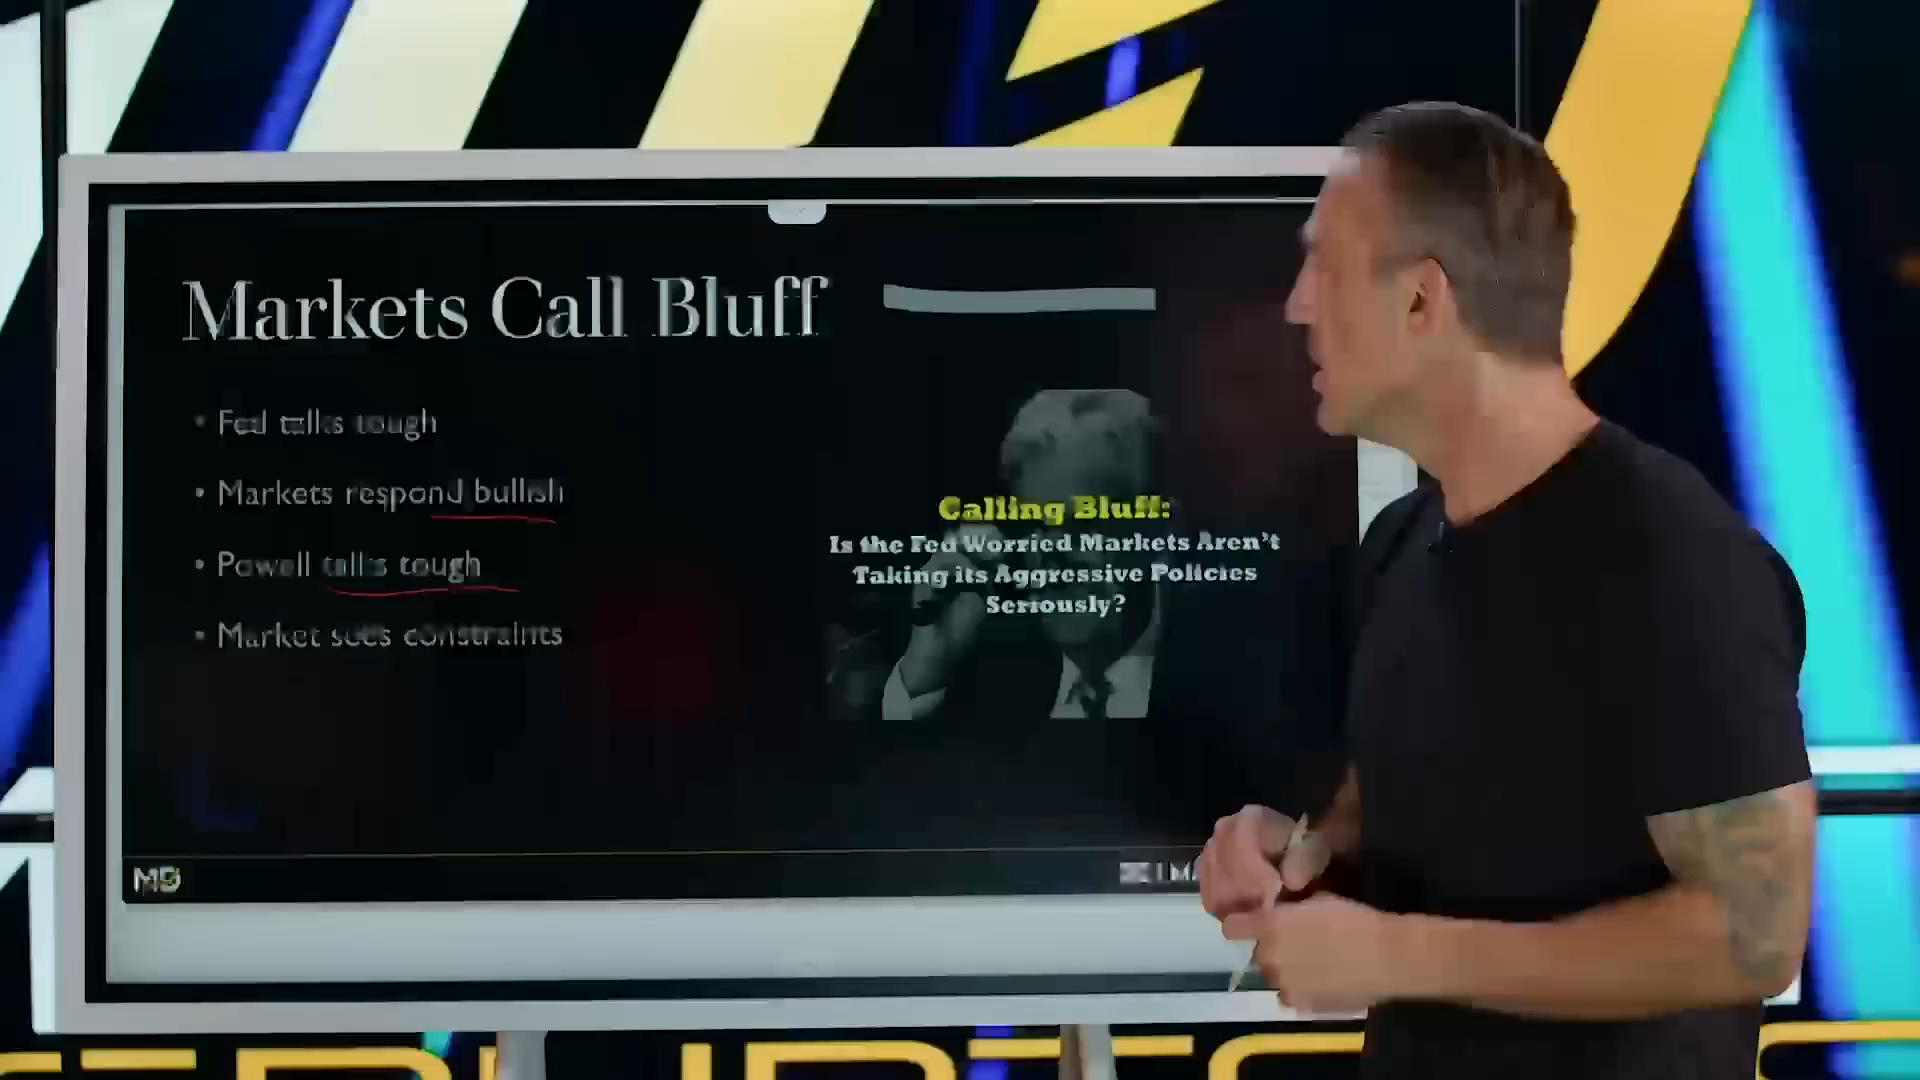 Markets Call Bluff
• Fed talks tough
• Markets respond bullish
• Powell talks tough
• Market sees constraints
Calling Bluff:
Is the Fed Worried Markets Aren't
Taking its Aggressive Policies
Seriously?